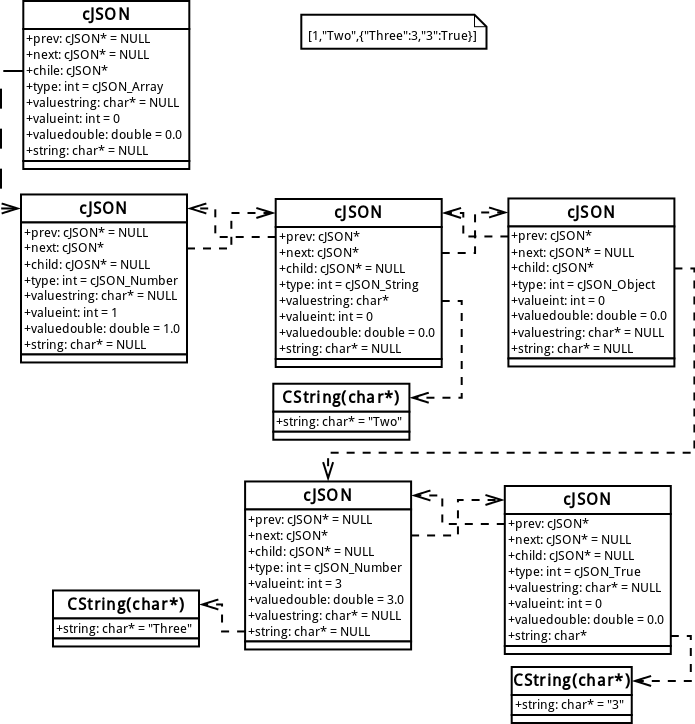 cJSON
+prev: cJSON* = NULL
+next: cJSON* = NULL
+chile: cJSON*
+type: int = cJSON_Array
+valuestring: char* = NULL
+valueint: int = 0
+valuedouble: double = 0.0
+string: char* = NULL
[1,"Two",{"Three":3,"3":True}]
cJSON
+prev: cJSON* = NULL
+next: cJSON*
+child: cJOSN* = NULL
+type: int = cJSON_Number
+valuestring: char* = NULL
+valueint: int = 1
+valuedouble: double = 1.0
+string: char* = NULL
cJSON
+prev: cJSON*
+next: cJSON*
+child: cJSON* = NULL
+type: int = cJSON_String
+valuestring: char*
+valueint: int = 0
+valuedouble: double = 0.0
+string: char* = NULL
cJSON
+prev: cJSON*
+next: cJSON* = NULL
+child: cJSON*
+type: int = cJSON_Object
+valueint: int = 0
+valuedouble: double = 0.0
+valuestring: char* = NULL
+string: char* = NULL
CString(char*)
+string: char* = "Two"
cJSON
+prev: cJSON* = NULL
+next: cJSON*
+child: cJSON* = NULL
+type: int = cJSON_Number
+valueint: int = 3
+valuedouble: double = 3.0
+valuestring: char* = NULL
+string: char* = NULL
cJSON
+prev: cJSON*
+next: cJSON* = NULL
+child: cJSON* = NULL
+type: int = cJSON_True
+valuestring: char* = NULL
+valueint: int = 0
+valuedouble: double = 0.0
+string: char*
CString(char*)
+string: char* = "Three"
CString(char*)
+string: char* = "3"